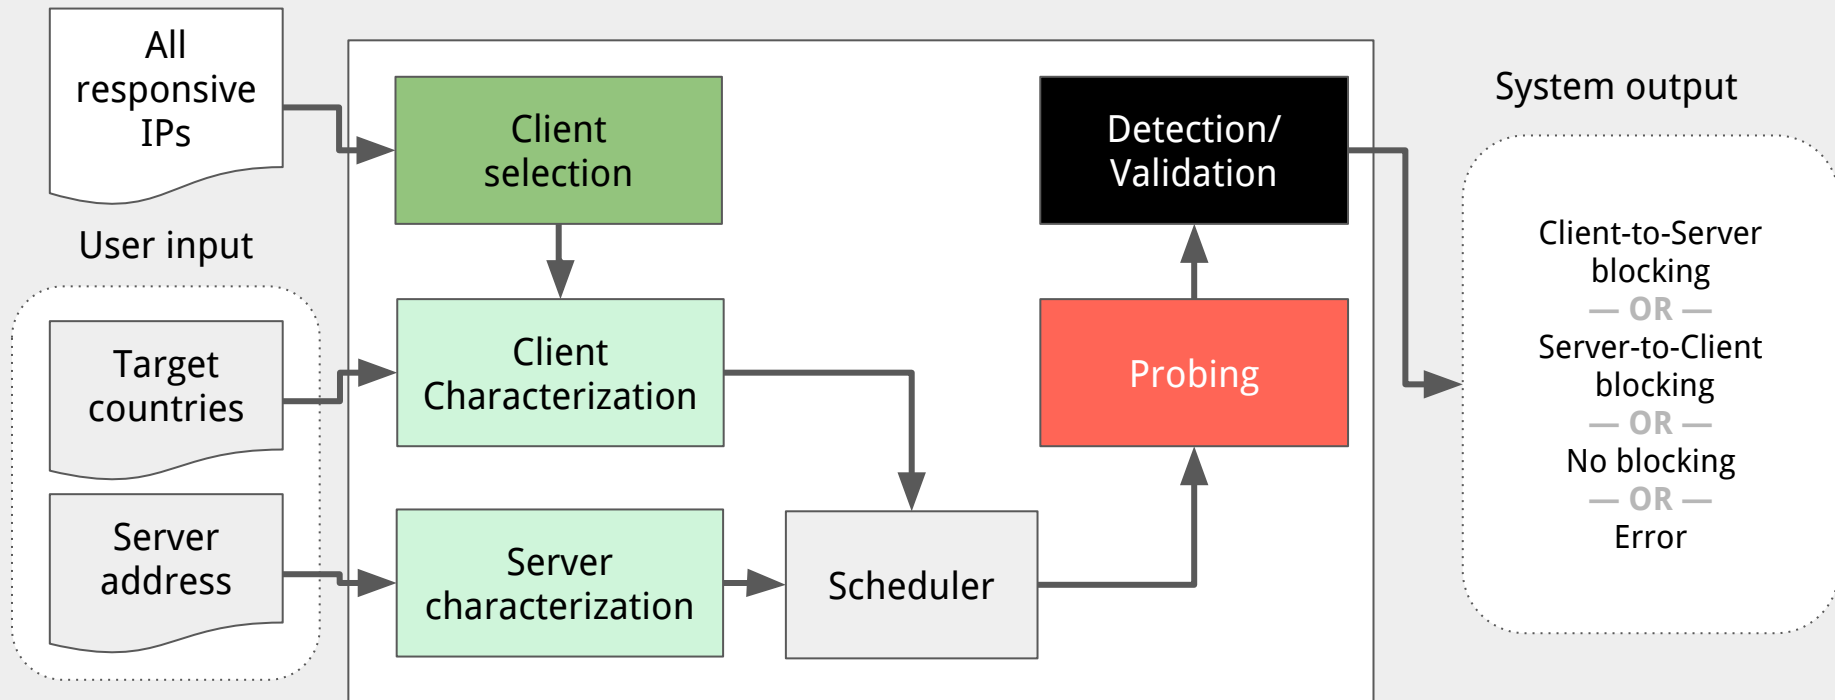 All
responsive
IPs
User input
Target
countries
Server
address
Client
selection
Client
Characterization
Server
characterization
Scheduler
Detection/
Validation
Probing
System output
Client-to-Server
blocking
— OR —
Server-to-Client
blocking
— OR —
No blocking
— OR —
Error